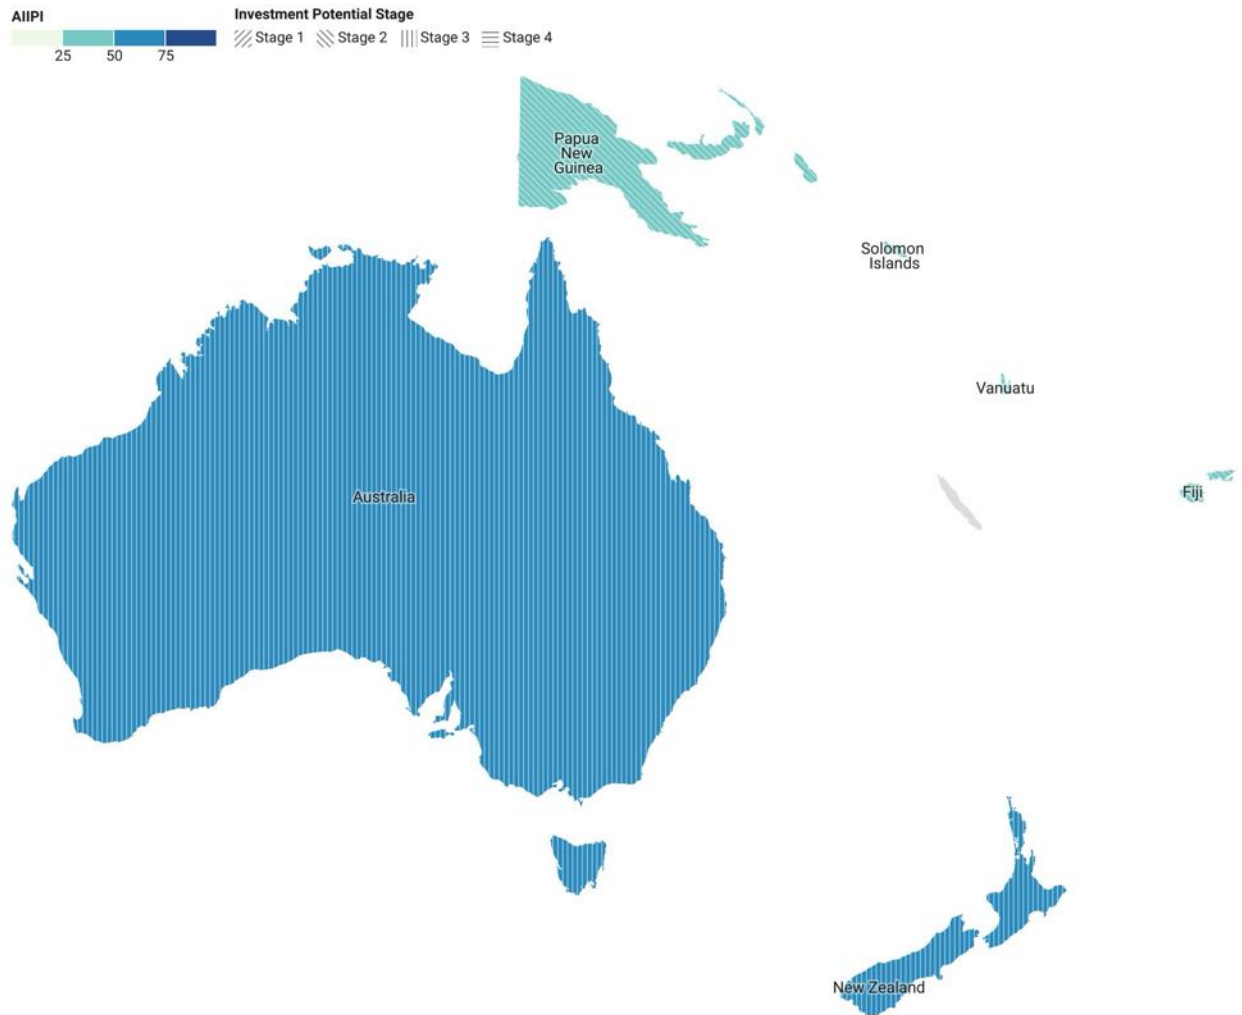 AIIPI
25 50 75
Investment Potential Stage
Stage 1 Stage 2 Stage 3 Stage 4
Papua
New
Guinea
Solomon
Islands
Vanuatu
Fiji
Australia
New Zealand